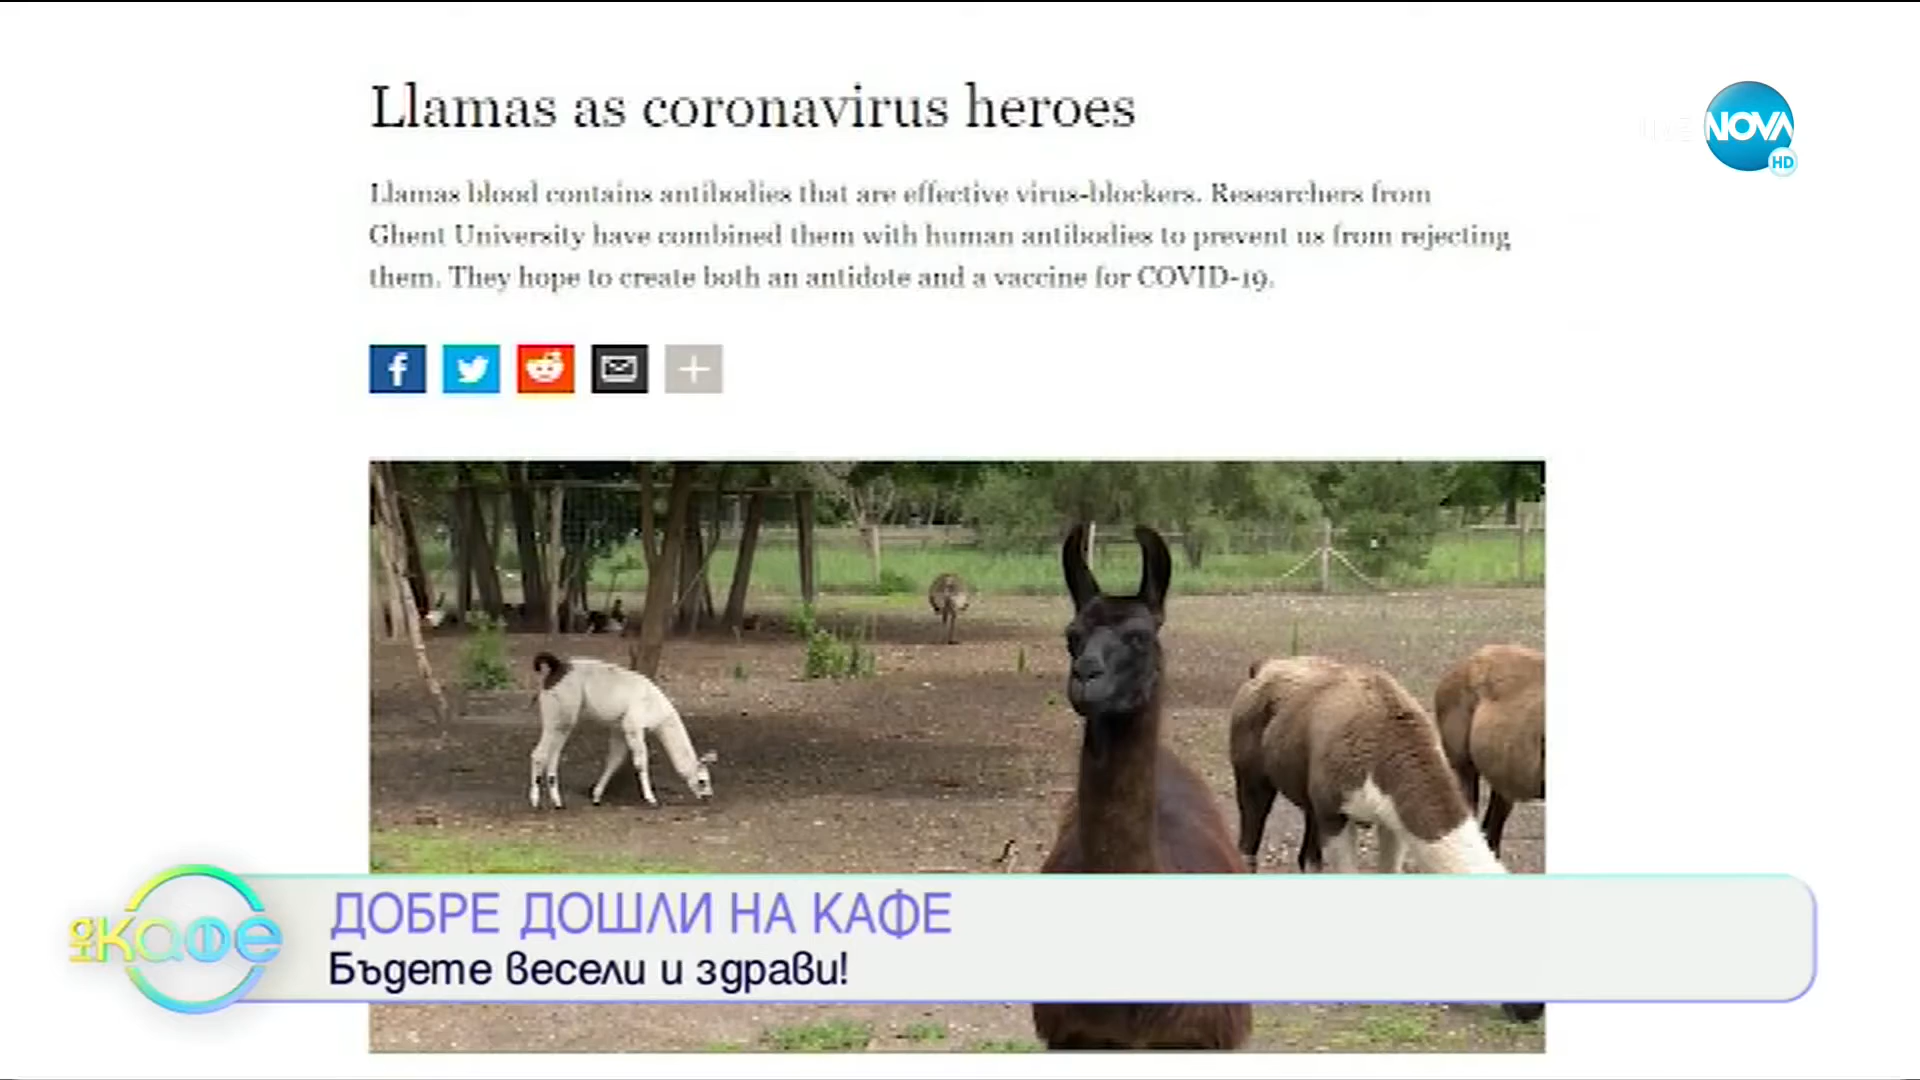 Llamas as coronavirus heroes
NOVA
HD
Llamas blood contains antibodies that are effective virus-blockers. Researchers from
Ghent University have combined them with human antibodies to prevent us from rejecting
them. They hope to create both an antidote and a vaccine for COVID-19.
На кафе
ДОБРЕ ДОШЛИ НА КАФЕ
Бъдете весели и здрави!